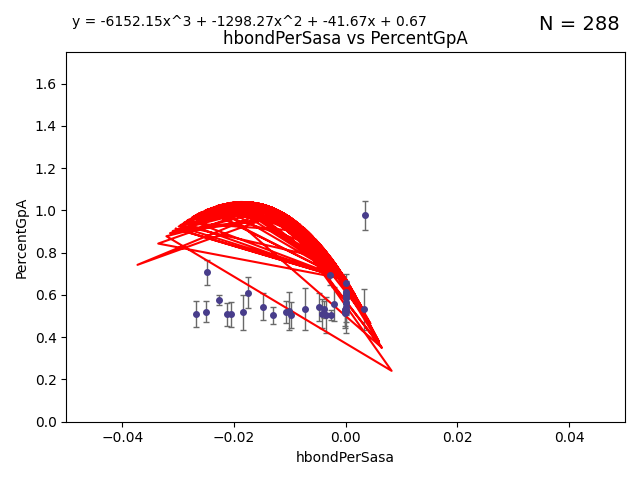 y = -6152.15x^3 + -1298.27x^2 + -41.67x + 0.67
N = 288
hbondPerSasa vs PercentGpA
PercentGpA
1.6
1.4
1.2
1.0
0.8
0.6
0.4
0.2
0.0
−0.04
−0.02
0.00
0.02
0.04
hbondPerSasa